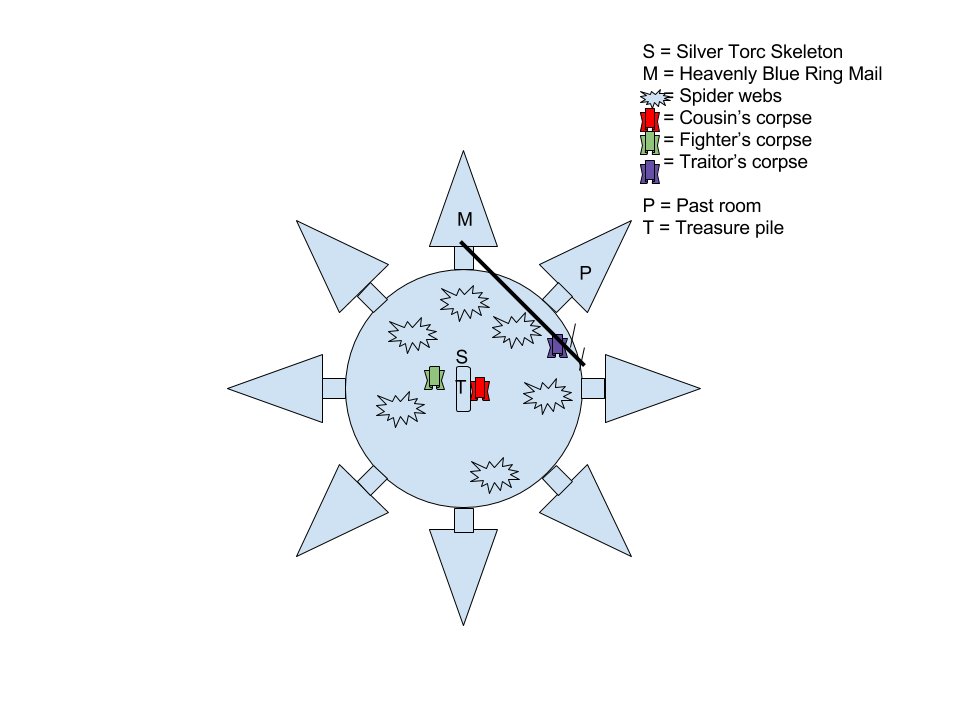 S = Silver Torc Skeleton
M = Heavenly Blue Ring Mail
= Spider webs
= Cousin's corpse
= Fighter's corpse
= Traitor's corpse
P = Past room
T = Treasure pile
M
P
S
T